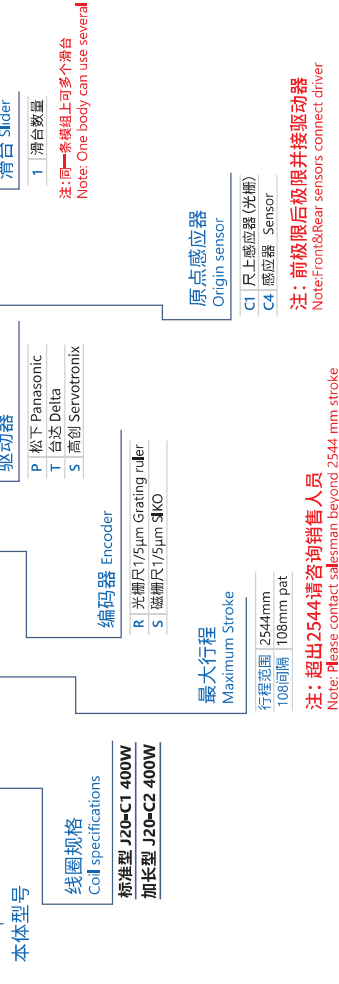 本体型号
线圈规格
Coil specifications
标准型 J20-C1 400W
加长型 J20-C2 400W
最大行程
Maximum Stroke
行程范围 2544mm
108间隔 108mm pat
注：超出2544请咨询销售人员
Note: Please contact salesman beyond 2544 mm stroke
编码器 Encoder
R 光栅尺1/5μm Grating ruler
S 磁栅尺1/5μm SIKO
驱动器
P 松下 Panasonic
T 台达 Delta
S 高创 Servotronix
原点感应器
Origin sensor
C1 尺上感应器(光栅)
C4 感应器 Sensor
注：前极限后极限并接驱动器
Note:Front&Rear sensors connect driver
滑台 Slider
1 滑台数量
注:同一条模组上可多个滑台
Note: One body can use several